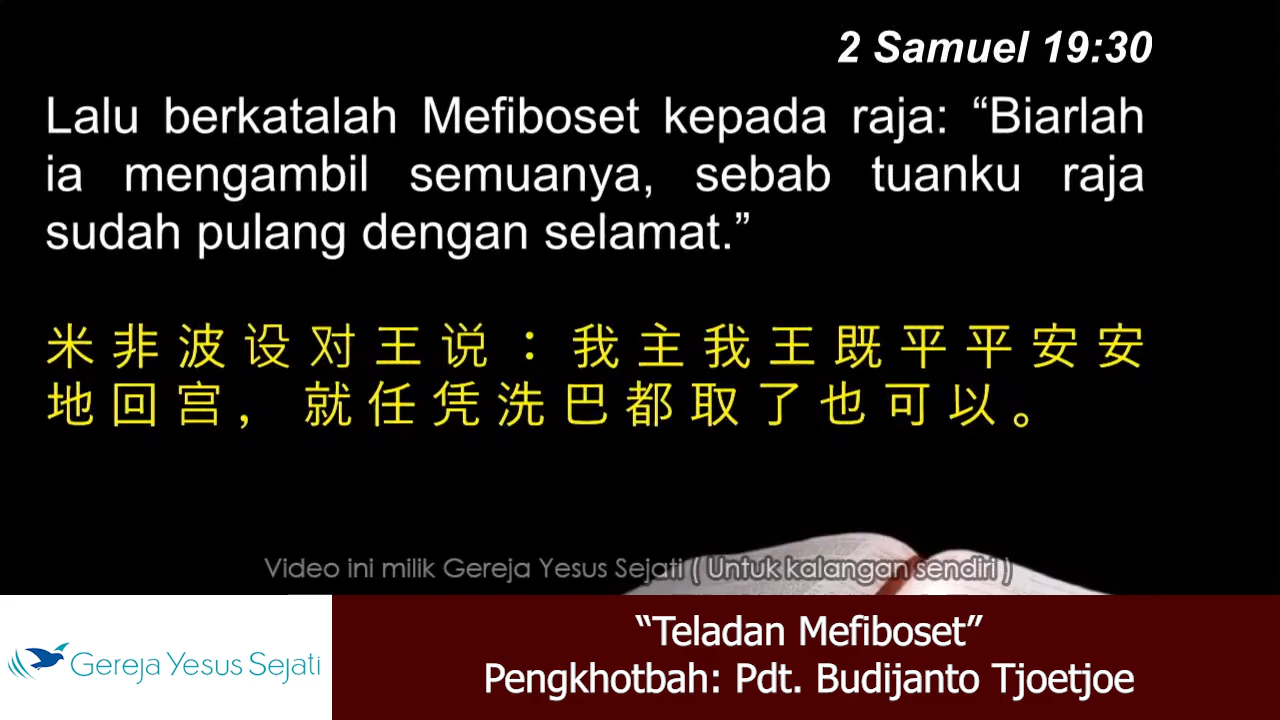 2 Samuel 19:30
Lalu berkatalah Mefiboset kepada raja: “Biarlah
ia mengambil semuanya, sebab tuanku raja
sudah pulang dengan selamat.”
米非波设对王说：我主我王既平平安安
地回宫，就任凭洗巴都取了也可以。
Video ini milik Gereja Yesus Sejati ( Untuk kalangan sendiri )
Gereja Yesus Sejati
“Teladan Mefiboset”
Pengkhotbah: Pdt. Budijanto Tjoetjoe